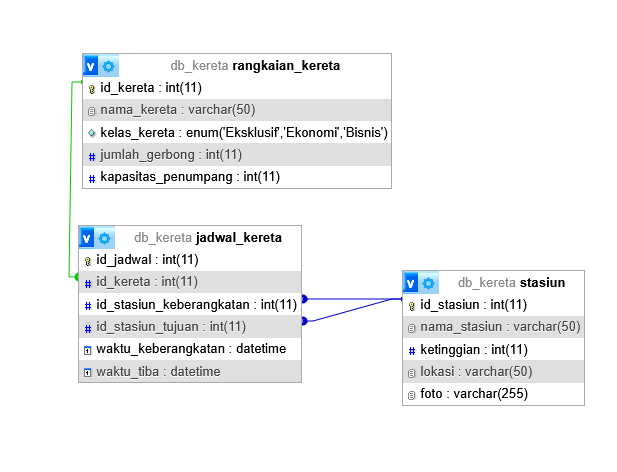 v db_kereta rangkaian_kereta
id_kereta : int(11)
nama_kereta : varchar(50)
kelas_kereta : enum('Eksklusif','Ekonomi','Bisnis')
# jumlah_gerbong : int(11)
# kapasitas_penumpang : int(11)
v db_kereta jadwal_kereta
id_jadwal : int(11)
# id_kereta : int(11)
# id_stasiun_keberangkatan : int(11)
# id_stasiun_tujuan : int(11)
waktu_keberangkatan : datetime
waktu_tiba : datetime
v db_kereta stasiun
id_stasiun : int(11)
nama_stasiun : varchar(50)
# ketinggian : int(11)
lokasi : varchar(50)
foto : varchar(255)